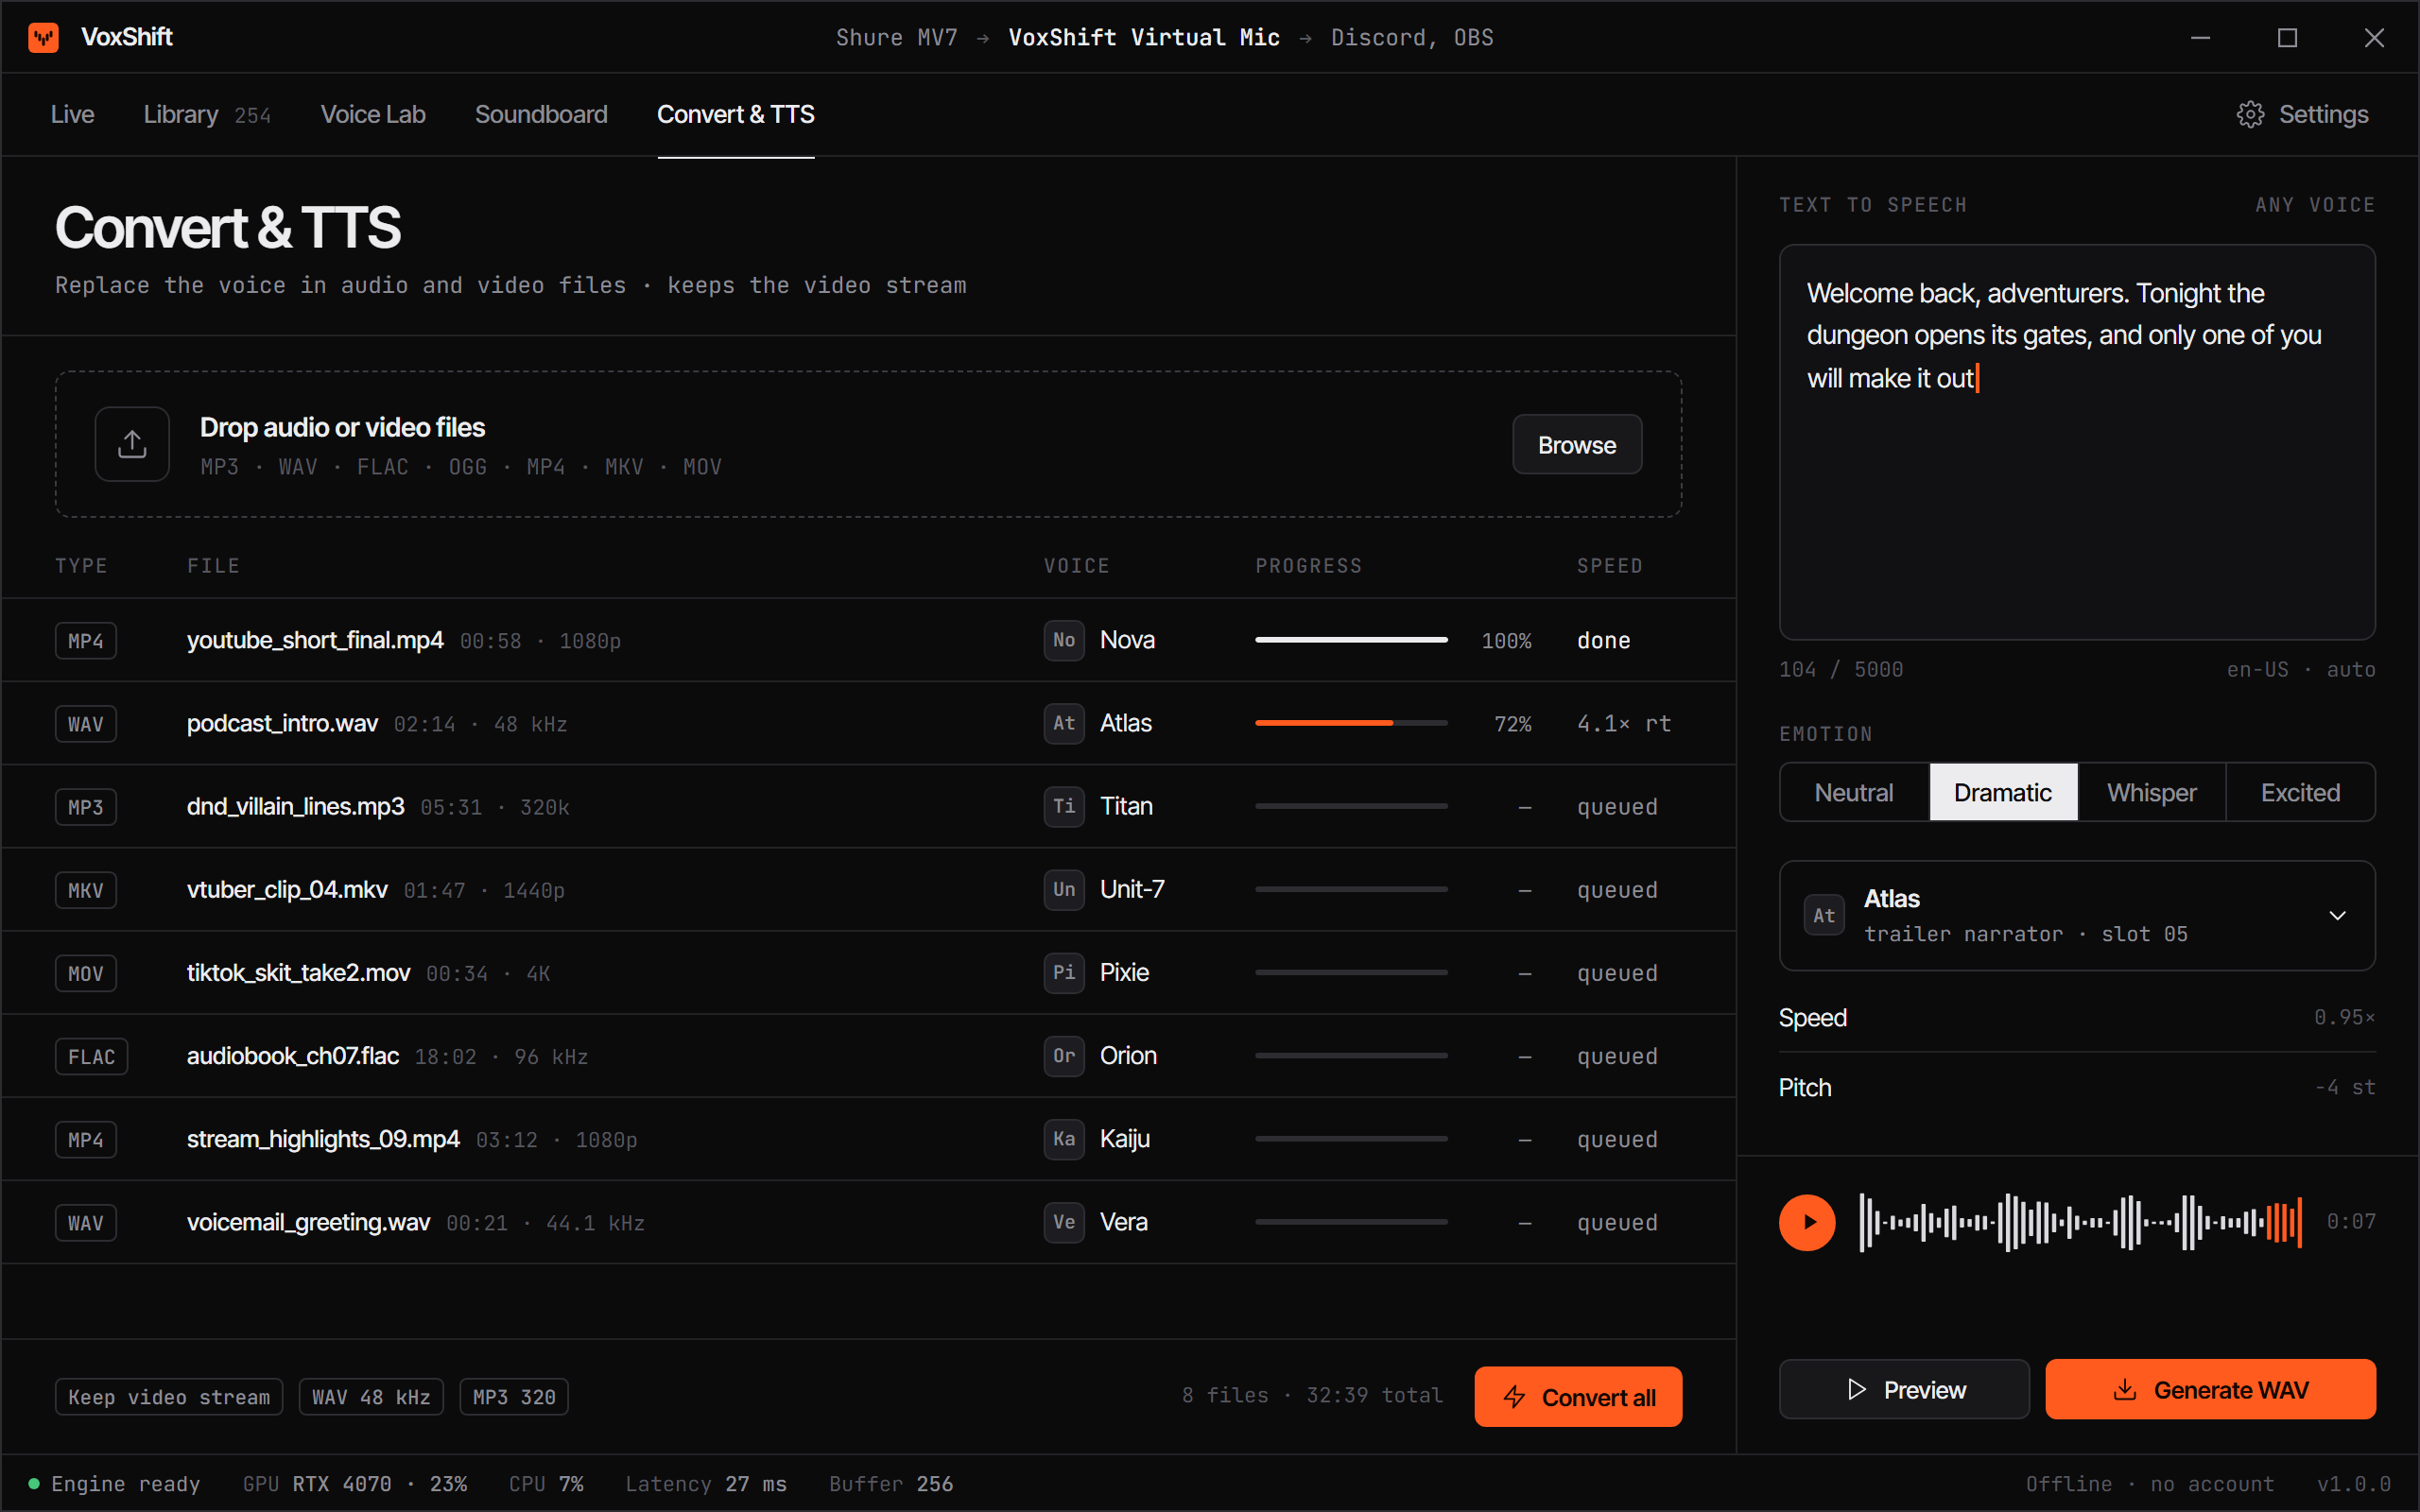 VoxShift
Shure MV7 → VoxShift Virtual Mic → Discord, OBS
Live
Library 254
Voice Lab
Soundboard
Convert & TTS
Settings
Convert & TTS
Replace the voice in audio and video files · keeps the video stream
Drop audio or video files
MP3 · WAV · FLAC · OGG · MP4 · MKV · MOV
Browse
TYPE FILE VOICE PROGRESS SPEED
MP4 youtube_short_final.mp4 00:58 · 1080p No Nova 100% done
WAV podcast_intro.wav 02:14 · 48 kHz At Atlas 72% 4.1× rt
MP3 dnd_villain_lines.mp3 05:31 · 320k Ti Titan — queued
MKV vtuber_clip_04.mkv 01:47 · 1440p Un Unit-7 — queued
MOV tiktok_skit_take2.mov 00:34 · 4K Pi Pixie — queued
FLAC audiobook_ch07.flac 18:02 · 96 kHz Or Orion — queued
MP4 stream_highlights_09.mp4 03:12 · 1080p Ka Kaiju — queued
WAV voicemail_greeting.wav 00:21 · 44.1 kHz Ve Vera — queued
Keep video stream
WAV 48 kHz
MP3 320
8 files · 32:39 total
Convert all
TEXT TO SPEECH ANY VOICE
Welcome back, adventurers. Tonight the
dungeon opens its gates, and only one of you
will make it out
104 / 5000 en-US · auto
EMOTION
Neutral Dramatic Whisper Excited
At Atlas
trailer narrator · slot 05
Speed 0.95×
Pitch -4 st
0:07
Preview
Generate WAV
Engine ready GPU RTX 4070 · 23% CPU 7% Latency 27 ms Buffer 256
Offline · no account v1.0.0